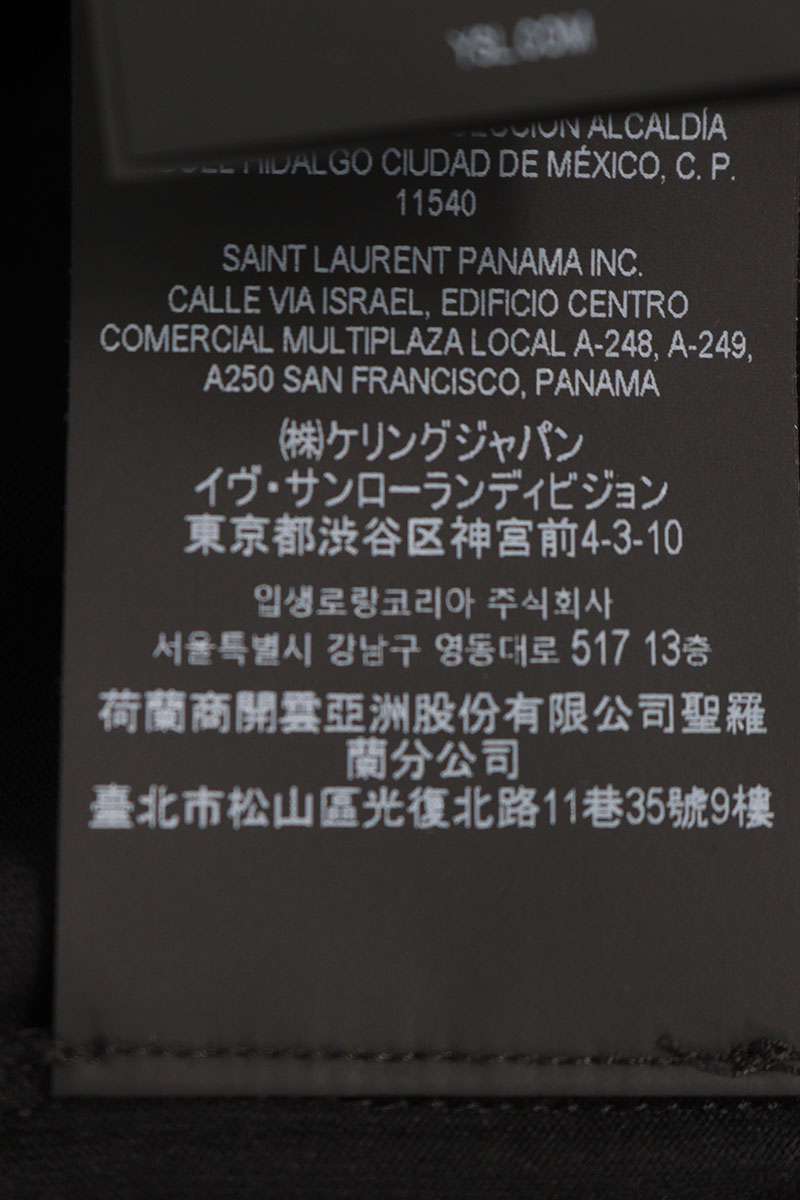 YSL.COM
ALCALDÍA
HIDALGO CIUDAD DE MÉXICO, C. P.
11540
SAINT LAURENT PANAMA INC.
CALLE VIA ISRAEL, EDIFICIO CENTRO
COMERCIAL MULTIPLAZA LOCAL A-248, A-249,
A250 SAN FRANCISCO, PANAMA
(株)ケリングジャパン
イヴ・サンローランディビジョン
東京都渋谷区神宮前4-3-10
입생로랑코리아 주식회사
서울특별시 강남구 영동대로 517 13층
荷蘭商開雲亞洲股份有限公司聖羅
蘭分公司
臺北市松山區光復北路11巷35號9樓